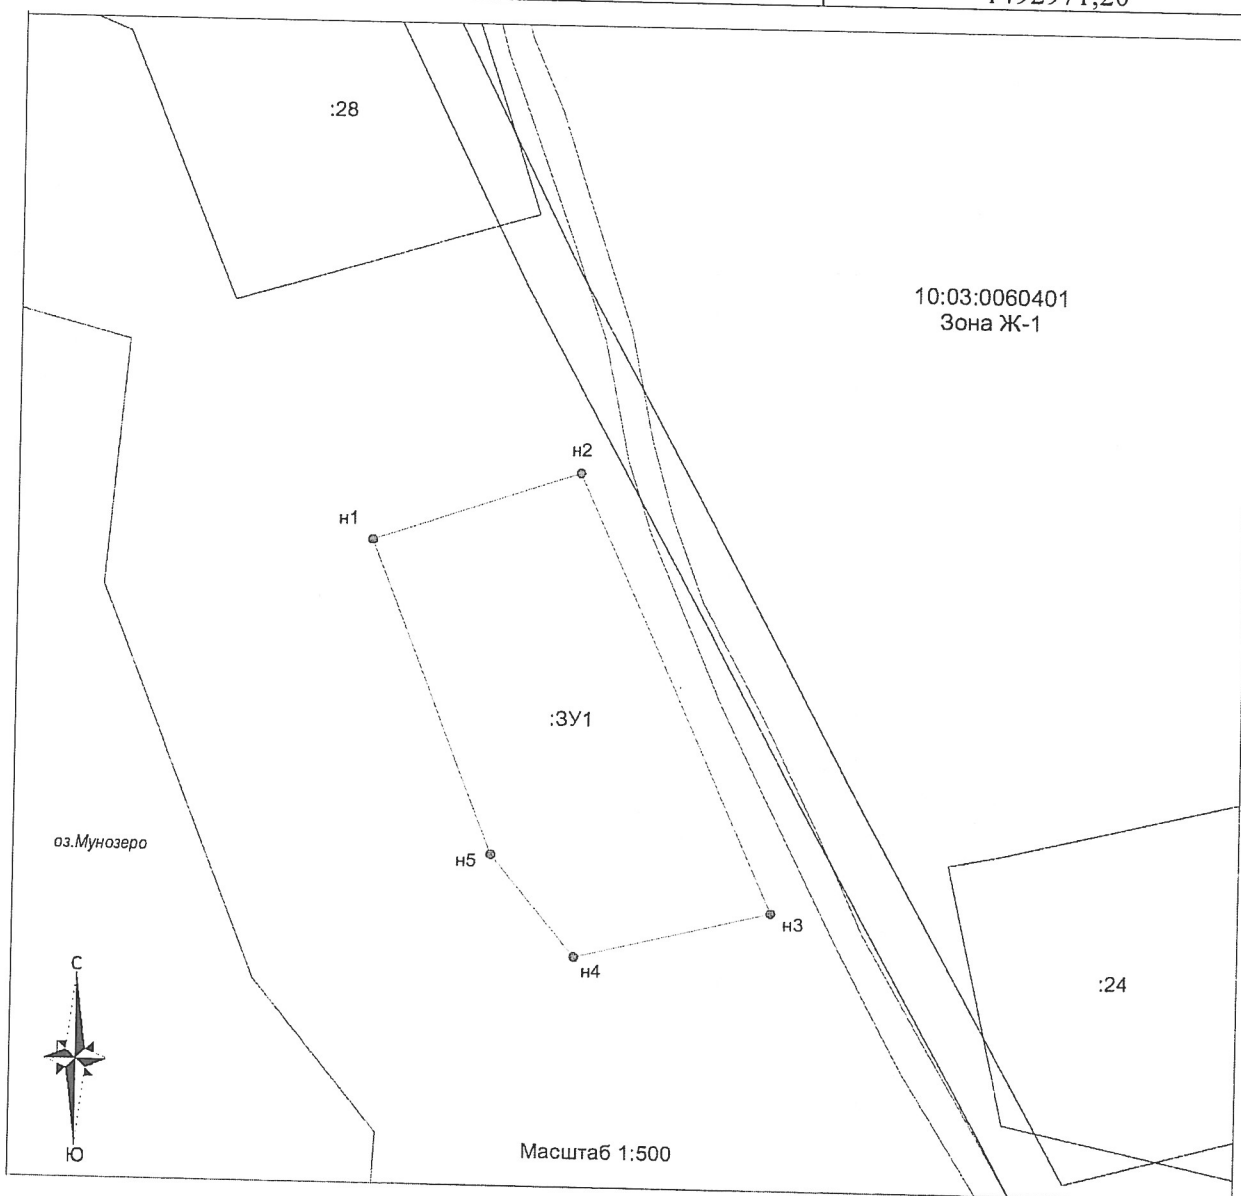 :28
10:03:0060401
Зона Ж-1
н2
н1
:ЗУ1
оз.Мунозеро
н5
н3
н4
С
:24
Ю
Масштаб 1:500